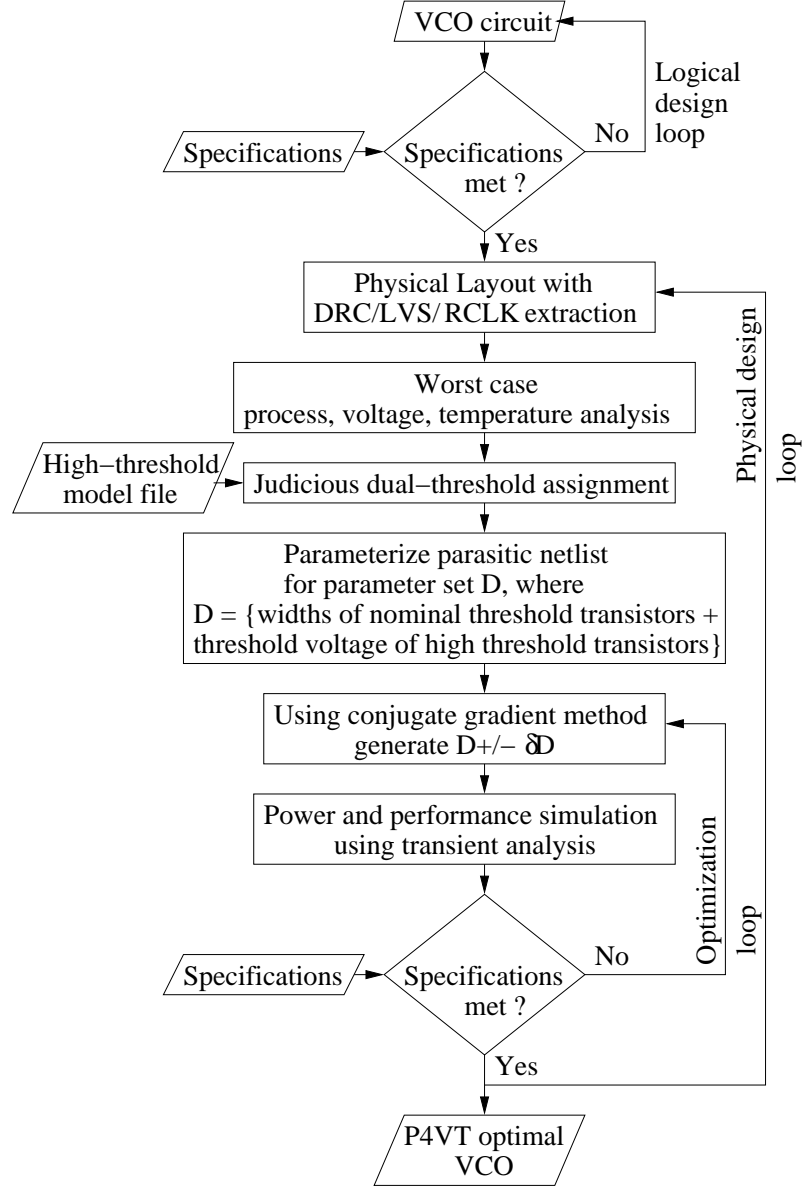 VCO circuit
Logical
design
loop
No
Specifications
Specifications
met ?
Yes
Physical Layout with
DRC/LVS/RCLK extraction
Worst case
process, voltage, temperature analysis
Physical design
loop
High−threshold
model file
Judicious dual−threshold assignment
Parameterize parasitic netlist
for parameter set D, where
D = {widths of nominal threshold transistors +
threshold voltage of high threshold transistors}
Using conjugate gradient method
generate D+/− δD
Power and performance simulation
using transient analysis
Optimization
loop
No
Specifications
Specifications
met ?
Yes
P4VT optimal
VCO